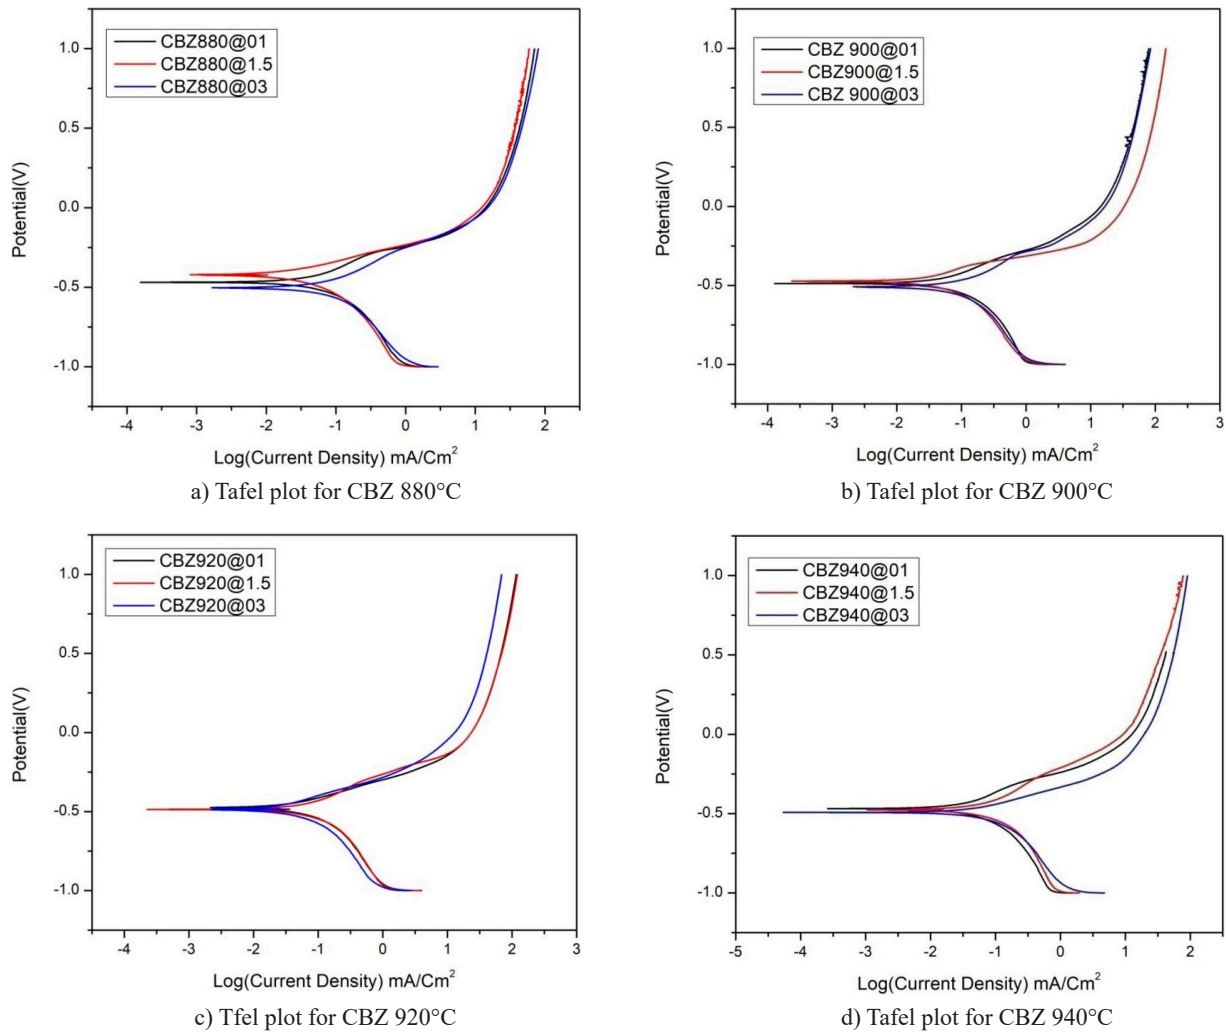 CBZ880@01
CBZ880@1.5
CBZ880@03
1.0
0.5
0.0
-0.5
-1.0
Potential(V)
-4 -3 -2 -1 0 1 2
Log(Current Density) mA/Cm²
a) Tafel plot for CBZ 880°C
CBZ 900@01
CBZ900@1.5
CBZ 900@03
1.0
0.5
0.0
-0.5
-1.0
Potential(V)
-4 -3 -2 -1 0 1 2 3
Log(Current Density) mA/Cm²
b) Tafel plot for CBZ 900°C
CBZ920@01
CBZ920@1.5
CBZ920@03
1.0
0.5
0.0
-0.5
-1.0
Potential(V)
-4 -3 -2 -1 0 1 2 3
Log(Current Density) mA/Cm²
c) Tfel plot for CBZ 920°C
CBZ940@01
CBZ940@1.5
CBZ940@03
1.0
0.5
0.0
-0.5
-1.0
Potential(V)
-5 -4 -3 -2 -1 0 1 2
Log(Current Density) mA/Cm²
d) Tafel plot for CBZ 940°C